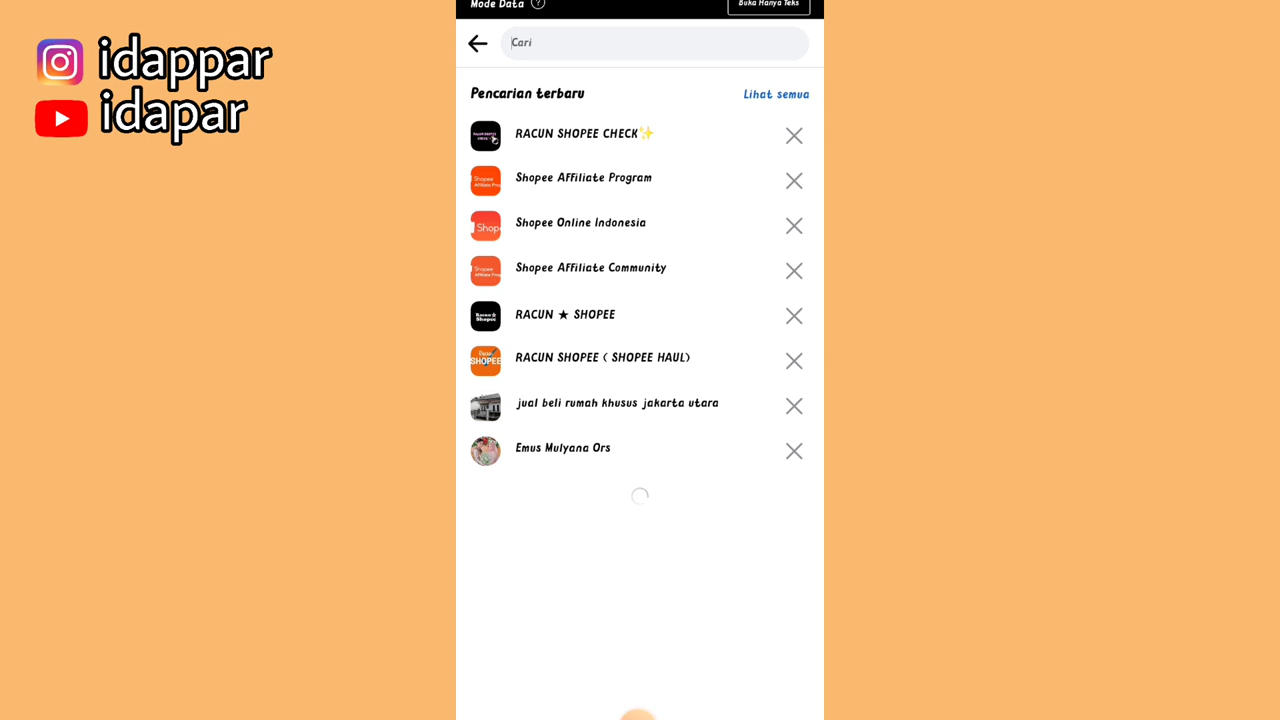 idappar
idapar
Mode Data ?
Buka Hanya Teks
Cari
Pencarian terbaru
Lihat semua
RACUN SHOPEE CHECK✨
Shopee Affiliate Program
Shopee Online Indonesia
Shopee Affiliate Community
RACUN ★ SHOPEE
RACUN SHOPEE ( SHOPEE HAUL)
jual beli rumah khusus jakarta utara
Emus Mulyana Ors